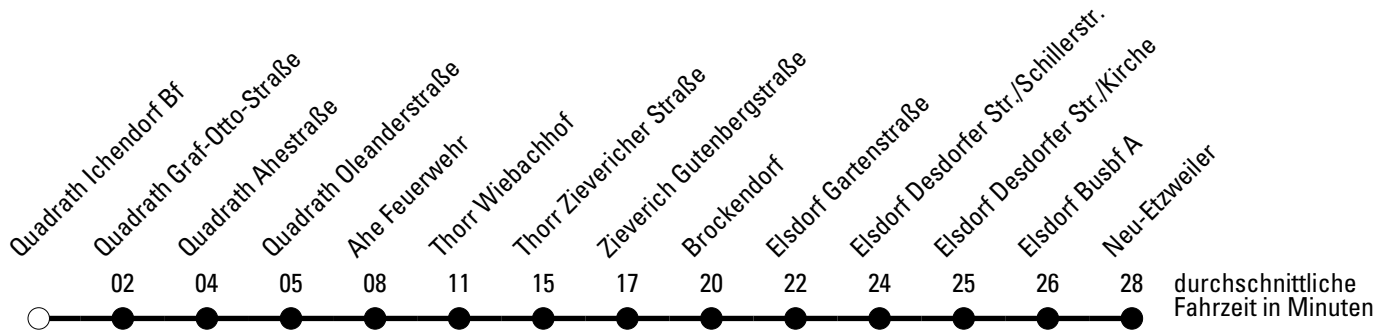 Quadrath Ichendorf Bf
Quadrath Graf-Otto-Straße
Quadrath Ahestraße
Quadrath Oleanderstraße
Ahe Feuerwehr
Thorr Wiebachhof
Thorr Zievericher Straße
Zieverich Gutenbergstraße
Brockendorf
Elsdorf Gartenstraße
Elsdorf Desdorfer Str./Schillerstr.
Elsdorf Desdorfer Str./Kirche
Elsdorf Busbf A
Neu-Etzweiler
02 04 05 08 11 15 17 20 22 24 25 26 28
durchschnittliche
Fahrzeit in Minuten